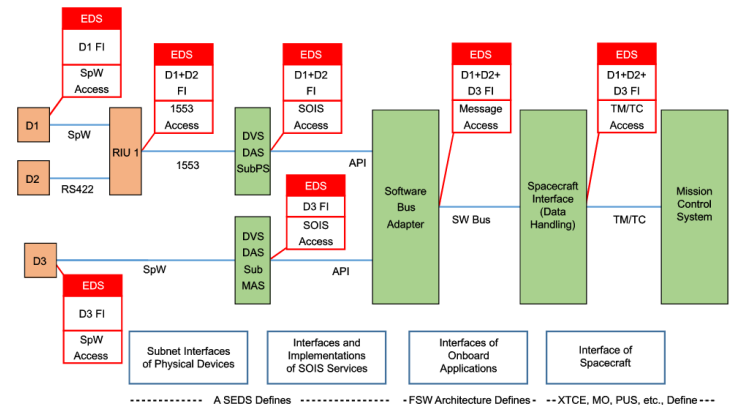 EDS
D1 FI
SpW
Access
EDS
D1+D2
FI
1553
Access
EDS
D1+D2
FI
SOIS
Access
EDS
D1+D2+
D3 FI
Message
Access
EDS
D1+D2+
D3 FI
TM/TC
Access
D1
SpW
D2
RS422
RIU 1
1553
DVS
DAS
SubPS
API
EDS
D3 FI
SOIS
Access
Software
Bus
Adapter
SW Bus
Spacecraft
Interface
(Data
Handling)
TM/TC
Mission
Control
System
D3
SpW
DVS
DAS
Sub
MAS
API
EDS
D3 FI
SpW
Access
Subnet Interfaces
of Physical Devices
Interfaces and
Implementations
of SOIS Services
Interfaces of
Onboard
Applications
Interface of
Spacecraft
A SEDS Defines
FSW Architecture Defines
XTCE, MO, PUS, etc., Define